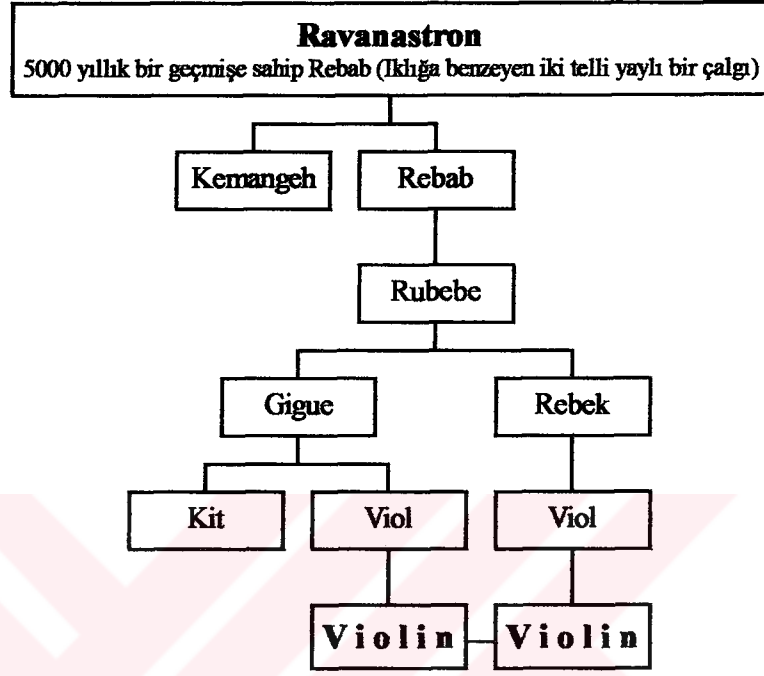 Ravanastron
5000 yıllık bir geçmişe sahip Rebab (Iklığa benzeyen iki telli yaylı bir çalgı)
Kemangeh
Rebab
Rubebe
Gigue
Rebek
Kit
Viol
Viol
Violin
Violin